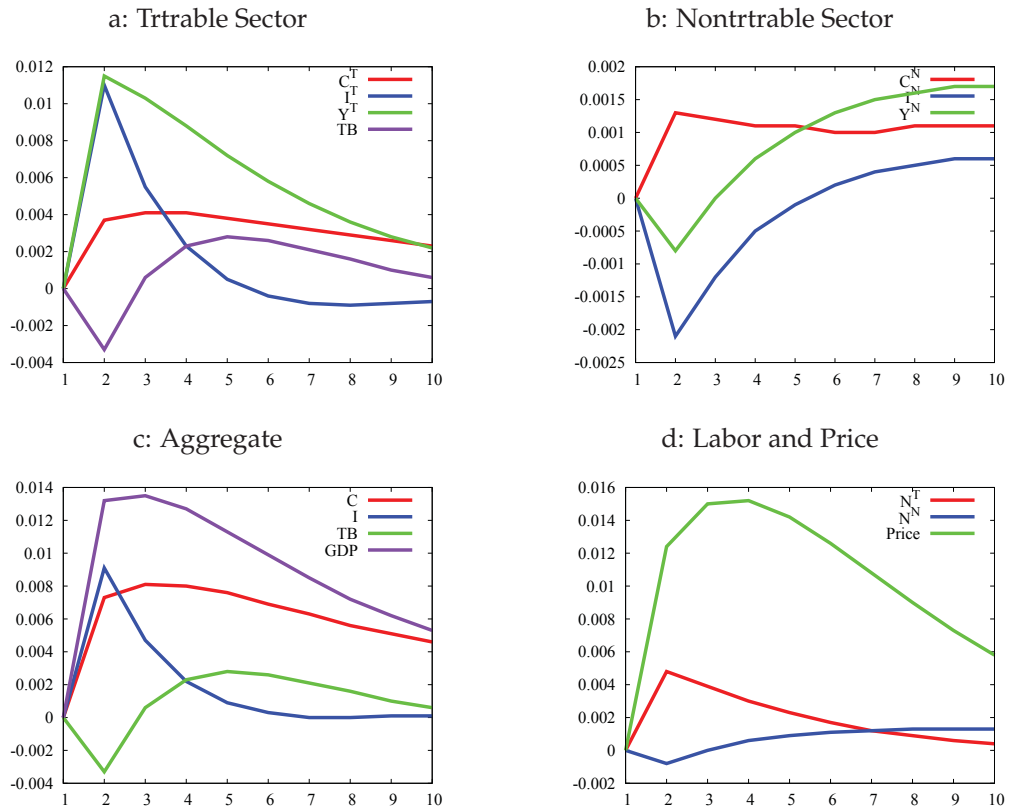 a: Trtrable Sector
0.012
0.01
0.008
0.006
0.004
0.002
0
-0.002
-0.004
C^T
I^T
Y^T
TB
1 2 3 4 5 6 7 8 9 10
b: Nontrtrable Sector
0.002
0.0015
0.001
0.0005
0
-0.0005
-0.001
-0.0015
-0.002
-0.0025
C^N
I^N
Y^N
1 2 3 4 5 6 7 8 9 10
c: Aggregate
0.014
0.012
0.01
0.008
0.006
0.004
0.002
0
-0.002
-0.004
C
I
TB
GDP
1 2 3 4 5 6 7 8 9 10
d: Labor and Price
0.016
0.014
0.012
0.01
0.008
0.006
0.004
0.002
0
-0.002
N^T
N^N
Price
1 2 3 4 5 6 7 8 9 10